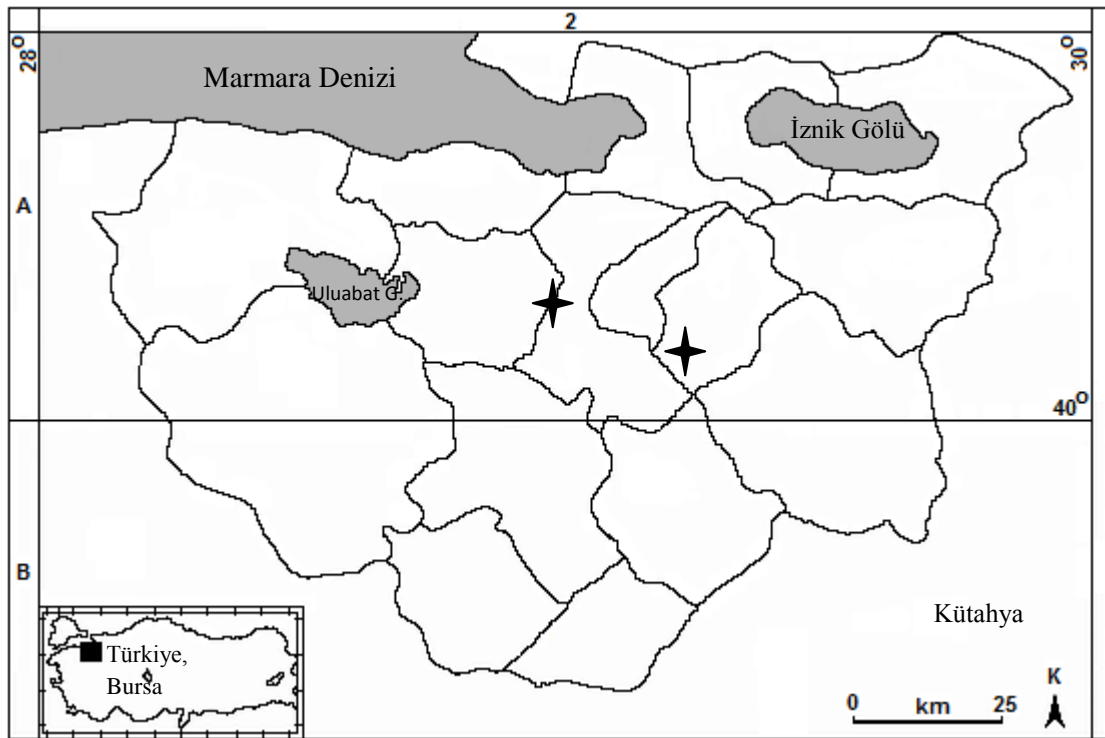 2
28°
30°
Marmara Denizi
İznik Gölü
A
Uluabat G.
40°
B
Kütahya
Türkiye,
Bursa
K
0 km 25